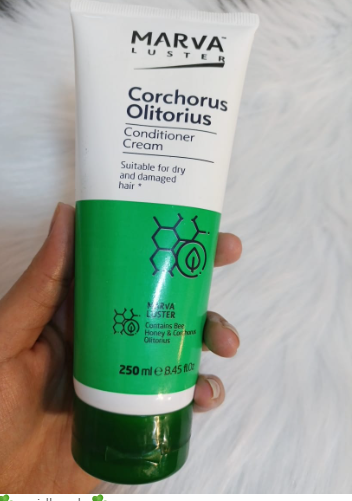 MARVA™
LUSTER
Corchorus
Olitorius
Conditioner
Cream
Suitable for dry
and damaged
hair *
MARVA
LUSTER
Contains Bee
Honey & Corchorus
Olitorius
250 ml e 8.45 fl.Oz